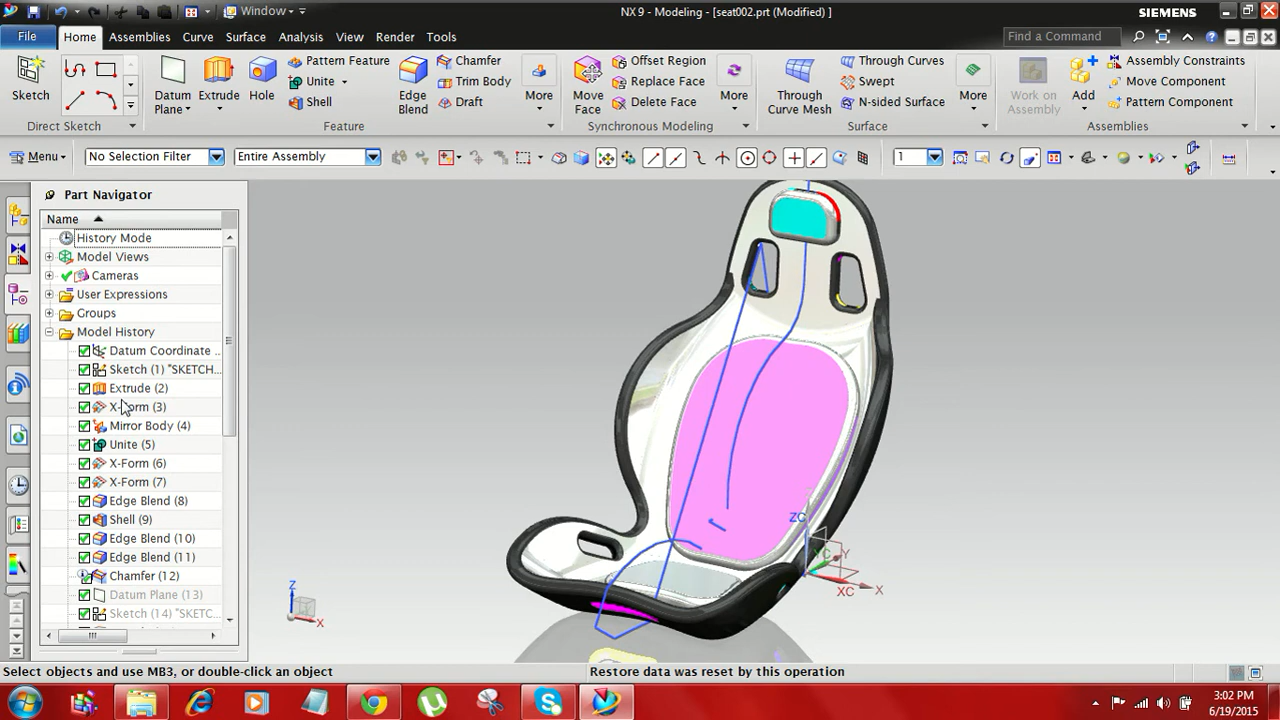 Window
NX 9 - Modeling - [seat002.prt (Modified) ]
SIEMENS
File Home Assemblies Curve Surface Analysis View Render Tools
Find a Command
Sketch
Direct Sketch
Datum Plane
Extrude
Hole
Pattern Feature
Unite
Shell
Edge Blend
Chamfer
Trim Body
Draft
More
Feature
Move Face
Offset Region
Replace Face
Delete Face
More
Synchronous Modeling
Through Curve Mesh
Through Curves
Swept
N-sided Surface
More
Surface
Work on Assembly
Add
Assembly Constraints
Move Component
Pattern Component
Assemblies
Menu
No Selection Filter
Entire Assembly
1
Part Navigator
Name
History Mode
Model Views
Cameras
User Expressions
Groups
Model History
Datum Coordinate ..
Sketch (1) "SKETCH...
Extrude (2)
X-Form (3)
Mirror Body (4)
Unite (5)
X-Form (6)
X-Form (7)
Edge Blend (8)
Shell (9)
Edge Blend (10)
Edge Blend (11)
Chamfer (12)
Datum Plane (13)
Sketch (14) "SKETC...
ZC
YC Y
XC X
Z
X
Select objects and use MB3, or double-click an object
Restore data was reset by this operation
3:02 PM
6/19/2015